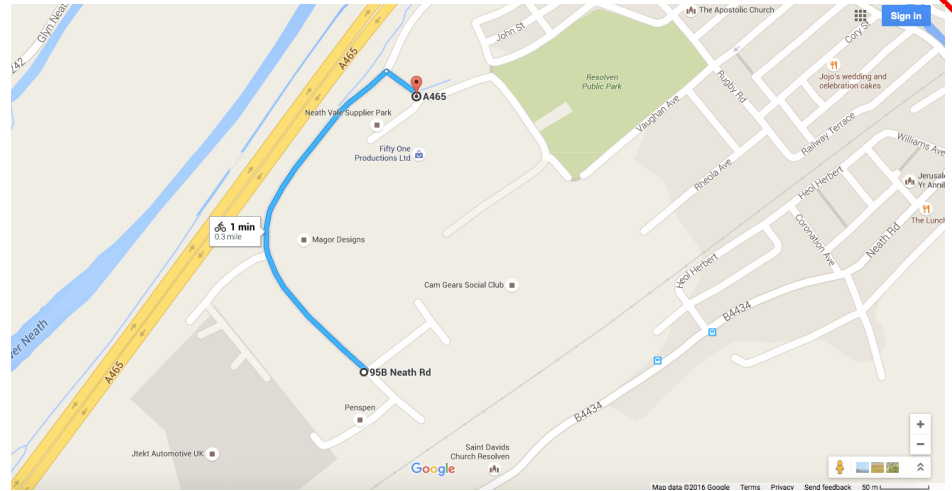 Glyn Neat
242
A465
The Apostolic Church
Sign in
John St
Cory St
Resolven
Public Park
Rugby Rd
Jojo's wedding and
celebration cakes
A465
Neath Vale Supplier Park
Vaughan Ave
Railway Terrace
Williams Ave
Fifty One
Productions Ltd
Rheola Ave
Heol Herbert
Jerusale
Yr Annib
The Lunch
1 min
0.3 mile
Magor Designs
Coronation Ave
Neath Rd
Heol Herbert
Cam Gears Social Club
B4434
ver Neath
A465
95B Neath Rd
Penspen
B4434
Jtekt Automotive UK
Saint Davids
Church Resolven
Google
+
−
Map data ©2016 Google Terms Privacy Send feedback 50 m